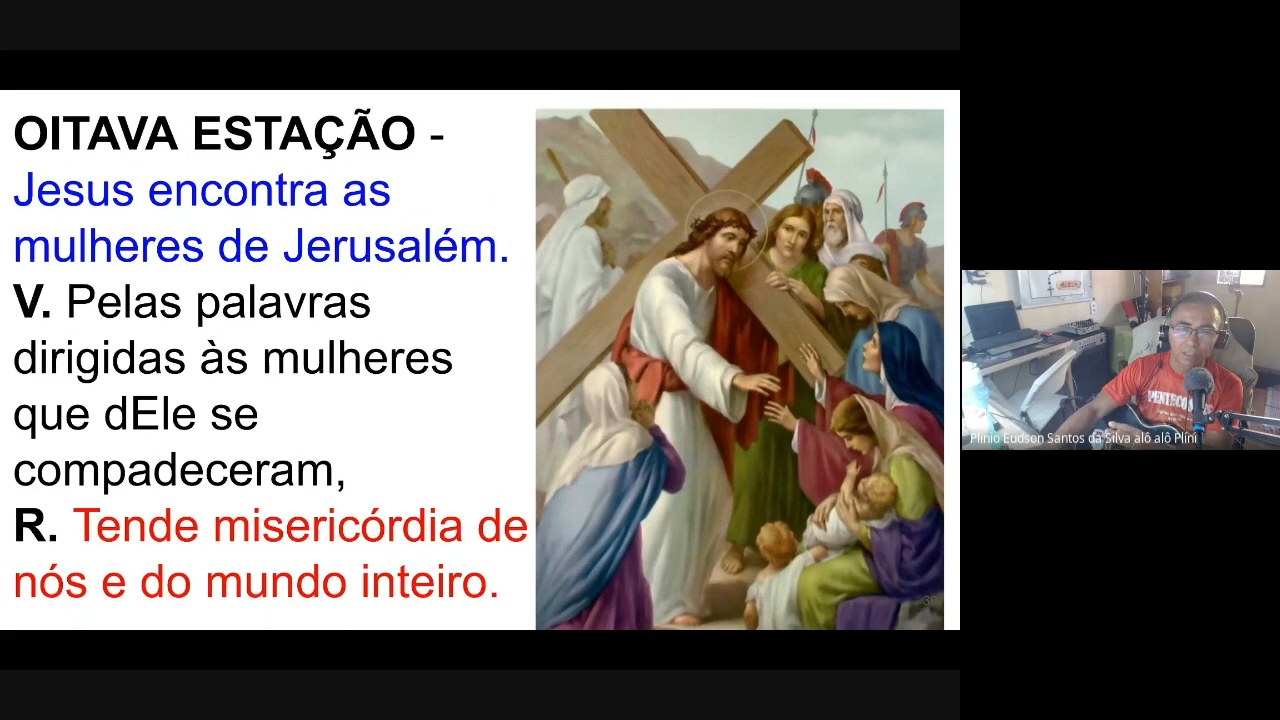 OITAVA ESTAÇÃO -
Jesus encontra as
mulheres de Jerusalém.
V. Pelas palavras
dirigidas às mulheres
que dEle se
compadeceram,
R. Tende misericórdia de
nós e do mundo inteiro.
Plinio Eudson Santos da Silva alô alô Plíni